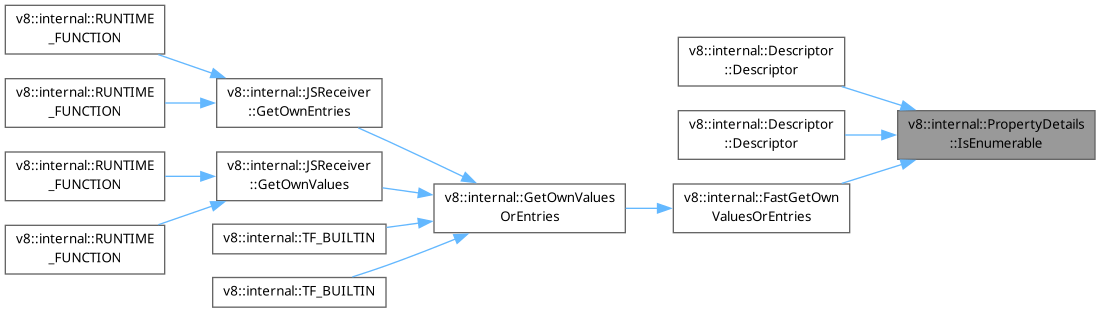 v8::internal::RUNTIME
_FUNCTION
v8::internal::RUNTIME
_FUNCTION
v8::internal::RUNTIME
_FUNCTION
v8::internal::RUNTIME
_FUNCTION
v8::internal::JSReceiver
::GetOwnEntries
v8::internal::JSReceiver
::GetOwnValues
v8::internal::TF_BUILTIN
v8::internal::TF_BUILTIN
v8::internal::GetOwnValues
OrEntries
v8::internal::Descriptor
::Descriptor
v8::internal::Descriptor
::Descriptor
v8::internal::FastGetOwn
ValuesOrEntries
v8::internal::PropertyDetails
::IsEnumerable